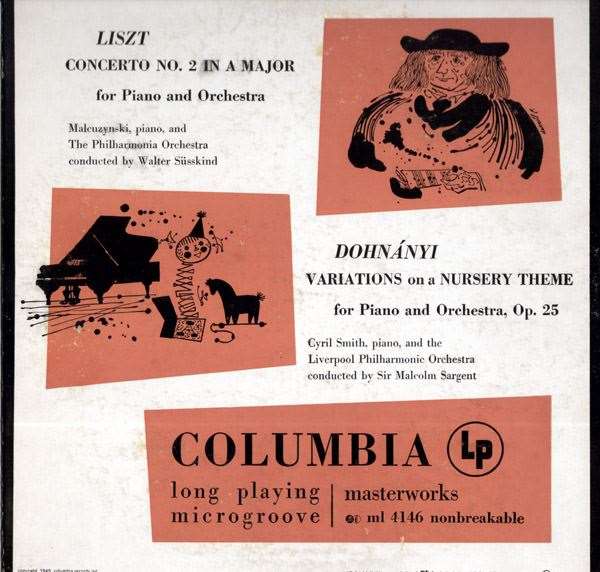 LISZT
CONCERTO NO. 2 IN A MAJOR
for Piano and Orchestra
Malcuzynski, piano, and
The Philharmonia Orchestra
conducted by Walter Süsskind
DOHNÁNYI
VARIATIONS on a NURSERY THEME
for Piano and Orchestra, Op. 25
Cyril Smith, piano, and the
Liverpool Philharmonic Orchestra
conducted by Sir Malcolm Sargent
COLUMBIA Lp
long playing
microgroove
masterworks
ml 4146 nonbreakable